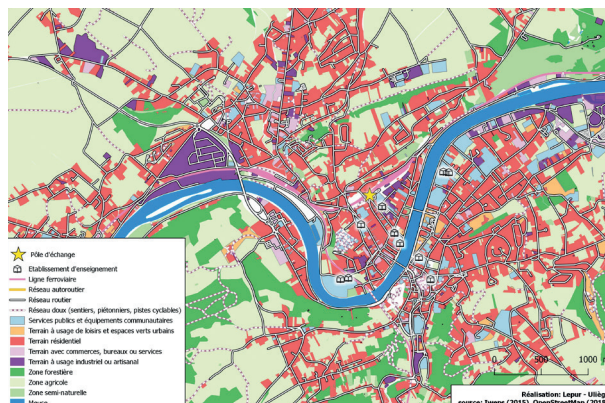 Pôle d'échange
Etablissement d'enseignement
Ligne ferroviaire
Réseau autoroutier
Réseau routier
Réseau doux (sentiers, piétonniers, pistes cyclables)
Services publics et équipements communautaires
Terrain à usage de loisirs et espaces verts urbains
Terrain résidentiel
Terrain avec commerces, bureaux ou services
Terrain à usage industriel ou artisanal
Zone forestière
Zone agricole
Zone semi-naturelle
Meuse
0 500 1000
Réalisation: Lepur - Ulièg
source: Iweps (2015), OpenStreetMap (2018